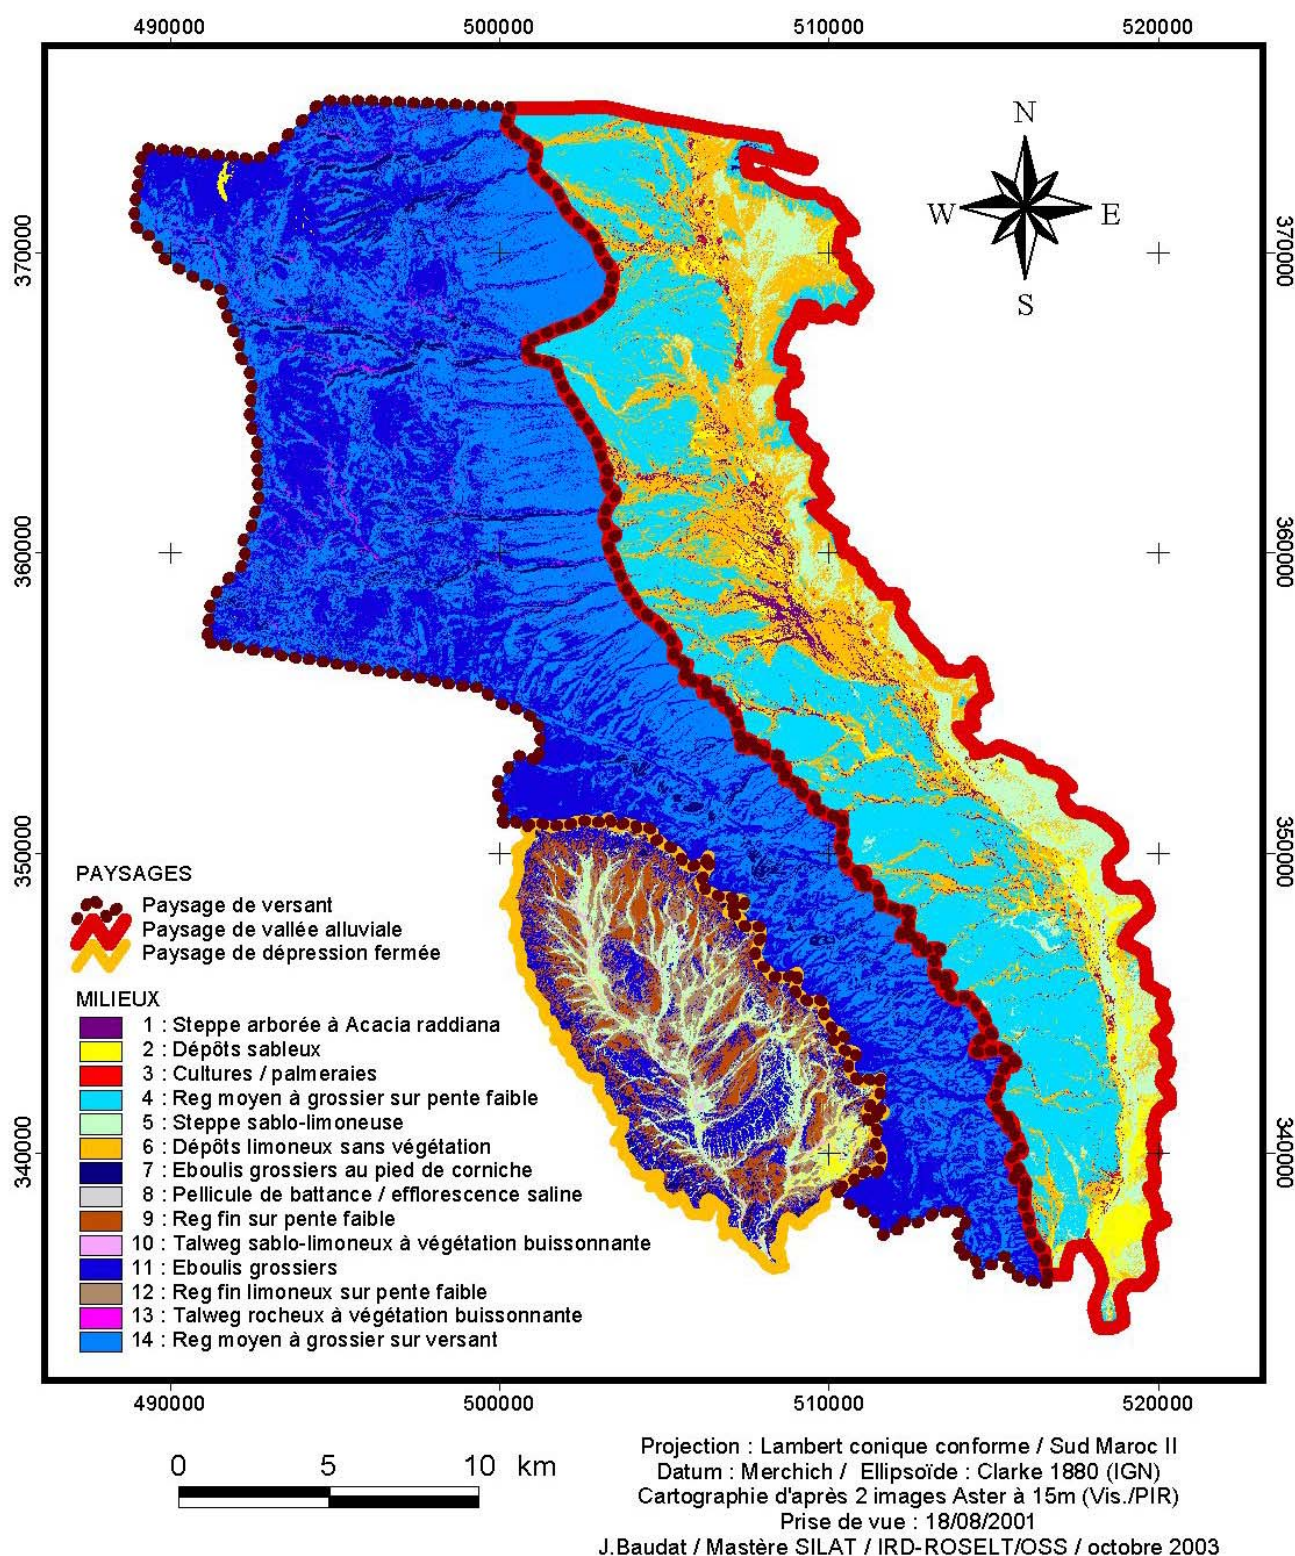 490000 500000 510000 520000
N
W E
S
370000 370000
360000 360000
350000 350000
340000 340000
PAYSAGES
Paysage de versant
Paysage de vallée alluviale
Paysage de dépression fermée
MILIEUX
1 : Steppe arborée à Acacia raddiana
2 : Dépôts sableux
3 : Cultures / palmeraies
4 : Reg moyen à grossier sur pente faible
5 : Steppe sablo-limoneuse
6 : Dépôts limoneux sans végétation
7 : Eboulis grossiers au pied de corniche
8 : Pellicule de battance / efflorescence saline
9 : Reg fin sur pente faible
10 : Talweg sablo-limoneux à végétation buissonnante
11 : Eboulis grossiers
12 : Reg fin limoneux sur pente faible
13 : Talweg rocheux à végétation buissonnante
14 : Reg moyen à grossier sur versant
490000 500000 510000 520000
0 5 10 km
Projection : Lambert conique conforme / Sud Maroc II
Datum : Merchich / Ellipsoïde : Clarke 1880 (IGN)
Cartographie d'après 2 images Aster à 15m (Vis./PIR)
Prise de vue : 18/08/2001
J.Baudat / Mastère SILAT / IRD-ROSELT/OSS / octobre 2003